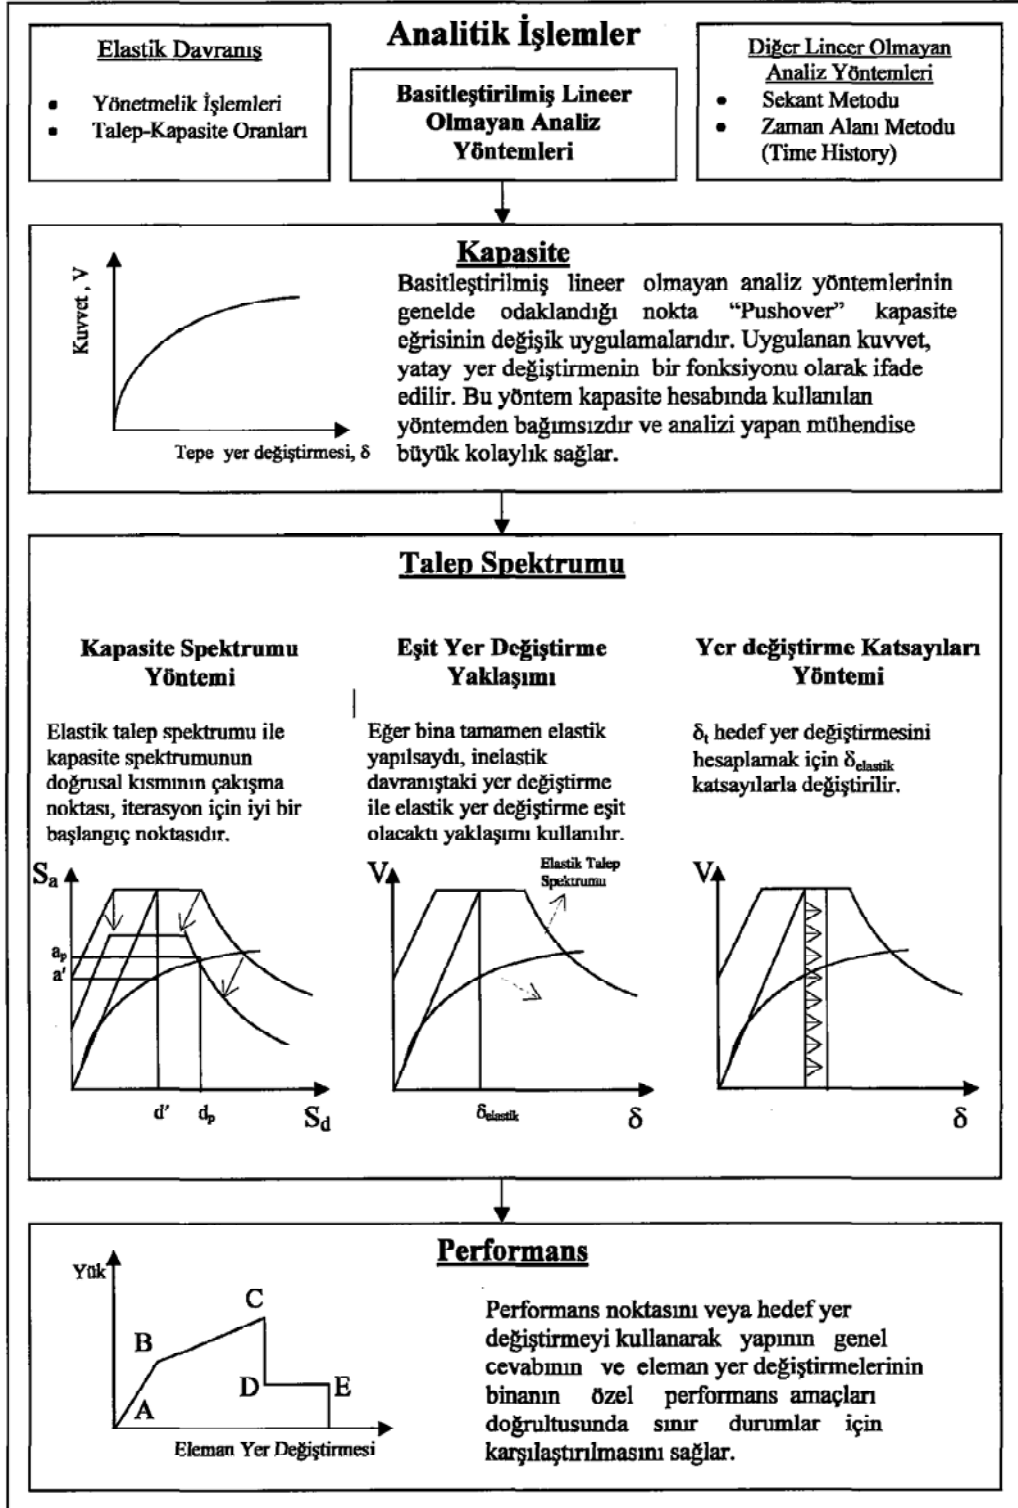 Analitik İşlemler
Elastik Davranış
• Yönetmelik İşlemleri
• Talep-Kapasite Oranları
Basitleştirilmiş Lineer
Olmayan Analiz
Yöntemleri
Diğer Lineer Olmayan
Analiz Yöntemleri
• Sekant Metodu
• Zaman Alanı Metodu
(Time History)
Kapasite
Kuvvet , V
Tepe yer değiştirmesi, δ
Basitleştirilmiş lineer olmayan analiz yöntemlerinin
genelde odaklandığı nokta “Pushover” kapasite
eğrisinin değişik uygulamalarıdır. Uygulanan kuvvet,
yatay yer değiştirmenin bir fonksiyonu olarak ifade
edilir. Bu yöntem kapasite hesabında kullanılan
yöntemden bağımsızdır ve analizi yapan mühendise
büyük kolaylık sağlar.
Talep Spektrumu
Kapasite Spektrumu
Yöntemi
Elastik talep spektrumu ile
kapasite spektrumunun
doğrusal kısmının çakışma
noktası, iterasyon için iyi bir
başlangıç noktasıdır.
Sa
ap
a'
d'
dp
Sd
Eşit Yer Değiştirme
Yaklaşımı
Eğer bina tamamen elastik
yapılsaydı, inelastik
davranıştaki yer değiştirme
ile elastik yer değiştirme eşit
olacaktı yaklaşımı kullanılır.
V
Elastik Talep
Spektrumu
δelastik
δ
Yer değiştirme Katsayıları
Yöntemi
δt hedef yer değiştirmesini
hesaplamak için δelastik
katsayılarla değiştirilir.
V
δ
Performans
Yük
A
B
C
D
E
Eleman Yer Değiştirmesi
Performans noktasını veya hedef yer
değiştirmeyi kullanarak yapının genel
cevabının ve eleman yer değiştirmelerinin
binanın özel performans amaçları
doğrultusunda sınır durumlar için
karşılaştırılmasını sağlar.